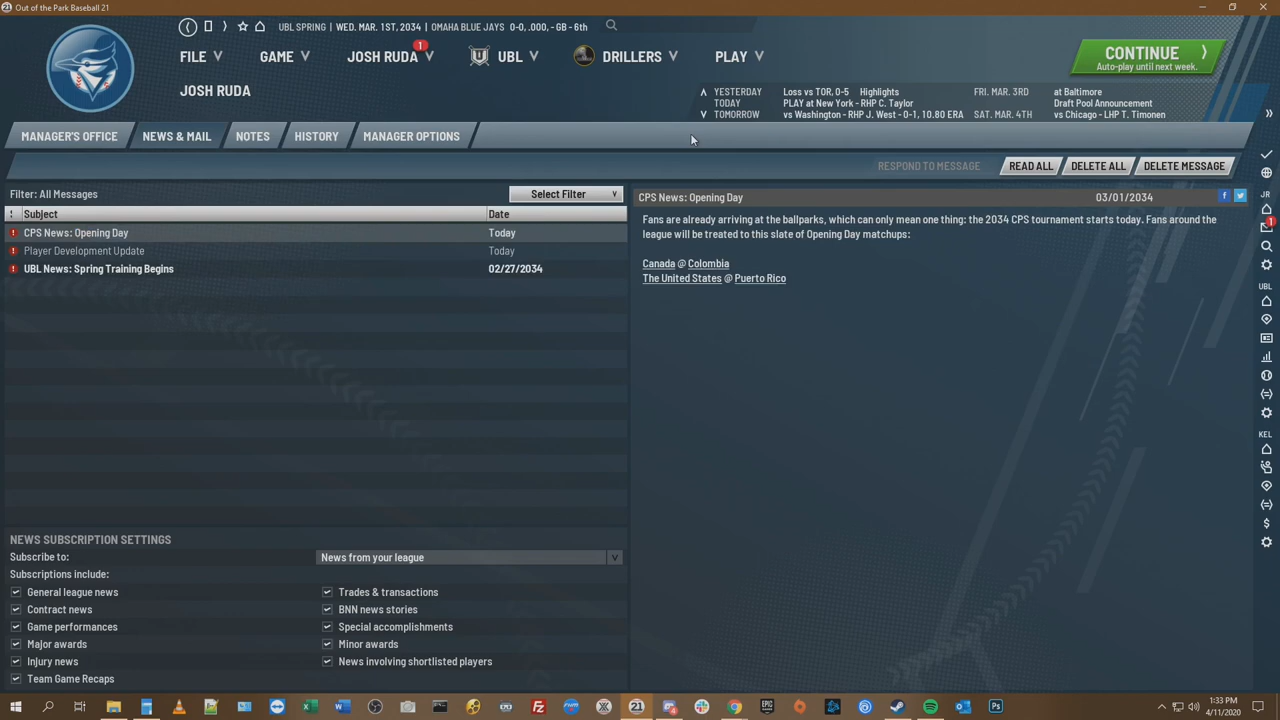 Out of the Park Baseball 21
UBL SPRING | WED. MAR. 1ST, 2034 | OMAHA BLUE JAYS 0-0, .000, - GB - 6th
FILE GAME JOSH RUDA 1 UBL DRILLERS PLAY
CONTINUE
Auto-play until next week.
JOSH RUDA
YESTERDAY Loss vs TOR, 0-5 Highlights FRI. MAR. 3RD at Baltimore
TODAY PLAY at New York - RHP C. Taylor Draft Pool Announcement
TOMORROW vs Washington - RHP J. West - 0-1, 10.80 ERA SAT. MAR. 4TH vs Chicago - LHP T. Timonen
MANAGER'S OFFICE NEWS & MAIL NOTES HISTORY MANAGER OPTIONS
RESPOND TO MESSAGE READ ALL DELETE ALL DELETE MESSAGE
Filter: All Messages Select Filter
! Subject Date
CPS News: Opening Day Today
Player Development Update Today
UBL News: Spring Training Begins 02/27/2034
CPS News: Opening Day 03/01/2034
Fans are already arriving at the ballparks, which can only mean one thing: the 2034 CPS tournament starts today. Fans around the
league will be treated to this slate of Opening Day matchups:
Canada @ Colombia
The United States @ Puerto Rico
NEWS SUBSCRIPTION SETTINGS
Subscribe to: News from your league
Subscriptions include:
General league news Trades & transactions
Contract news BNN news stories
Game performances Special accomplishments
Major awards Minor awards
Injury news News involving shortlisted players
Team Game Recaps
JR
1
UBL
KEL
1:33 PM
4/11/2020